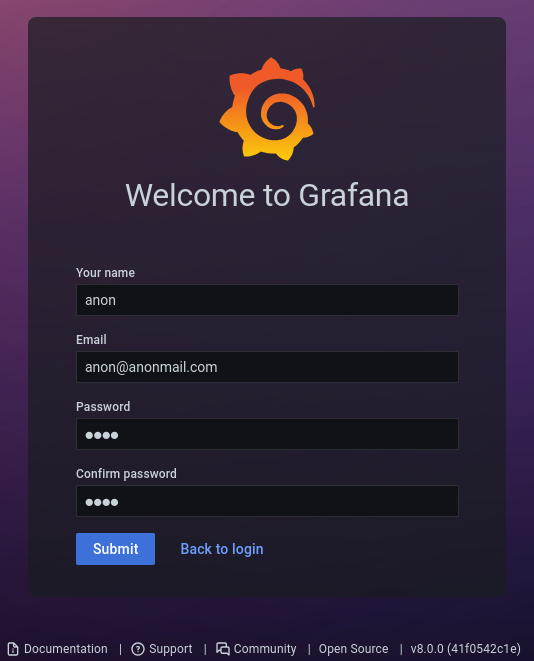 Welcome to Grafana
Your name
anon
Email
anon@anonmail.com
Password
●●●●
Confirm password
●●●●
Submit Back to login
Documentation | Support | Community | Open Source | v8.0.0 (41f0542c1e)